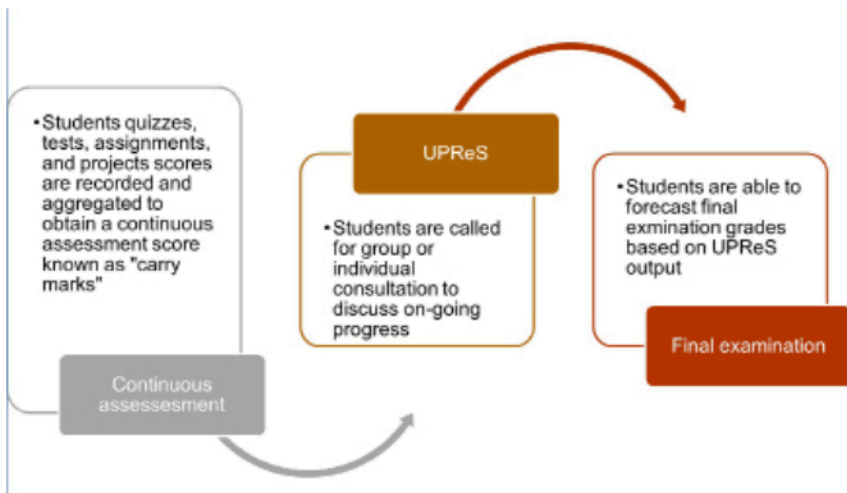 •Students quizzes,
tests, assignments,
and projects scores
are recorded and
aggregated to
obtain a continuous
assessment score
known as "carry
marks"
Continuous
assessesment
UPReS
•Students are called
for group or
individual
consultation to
discuss on-going
progress
•Students are able to
forecast final
exmination grades
based on UPReS
output
Final examination